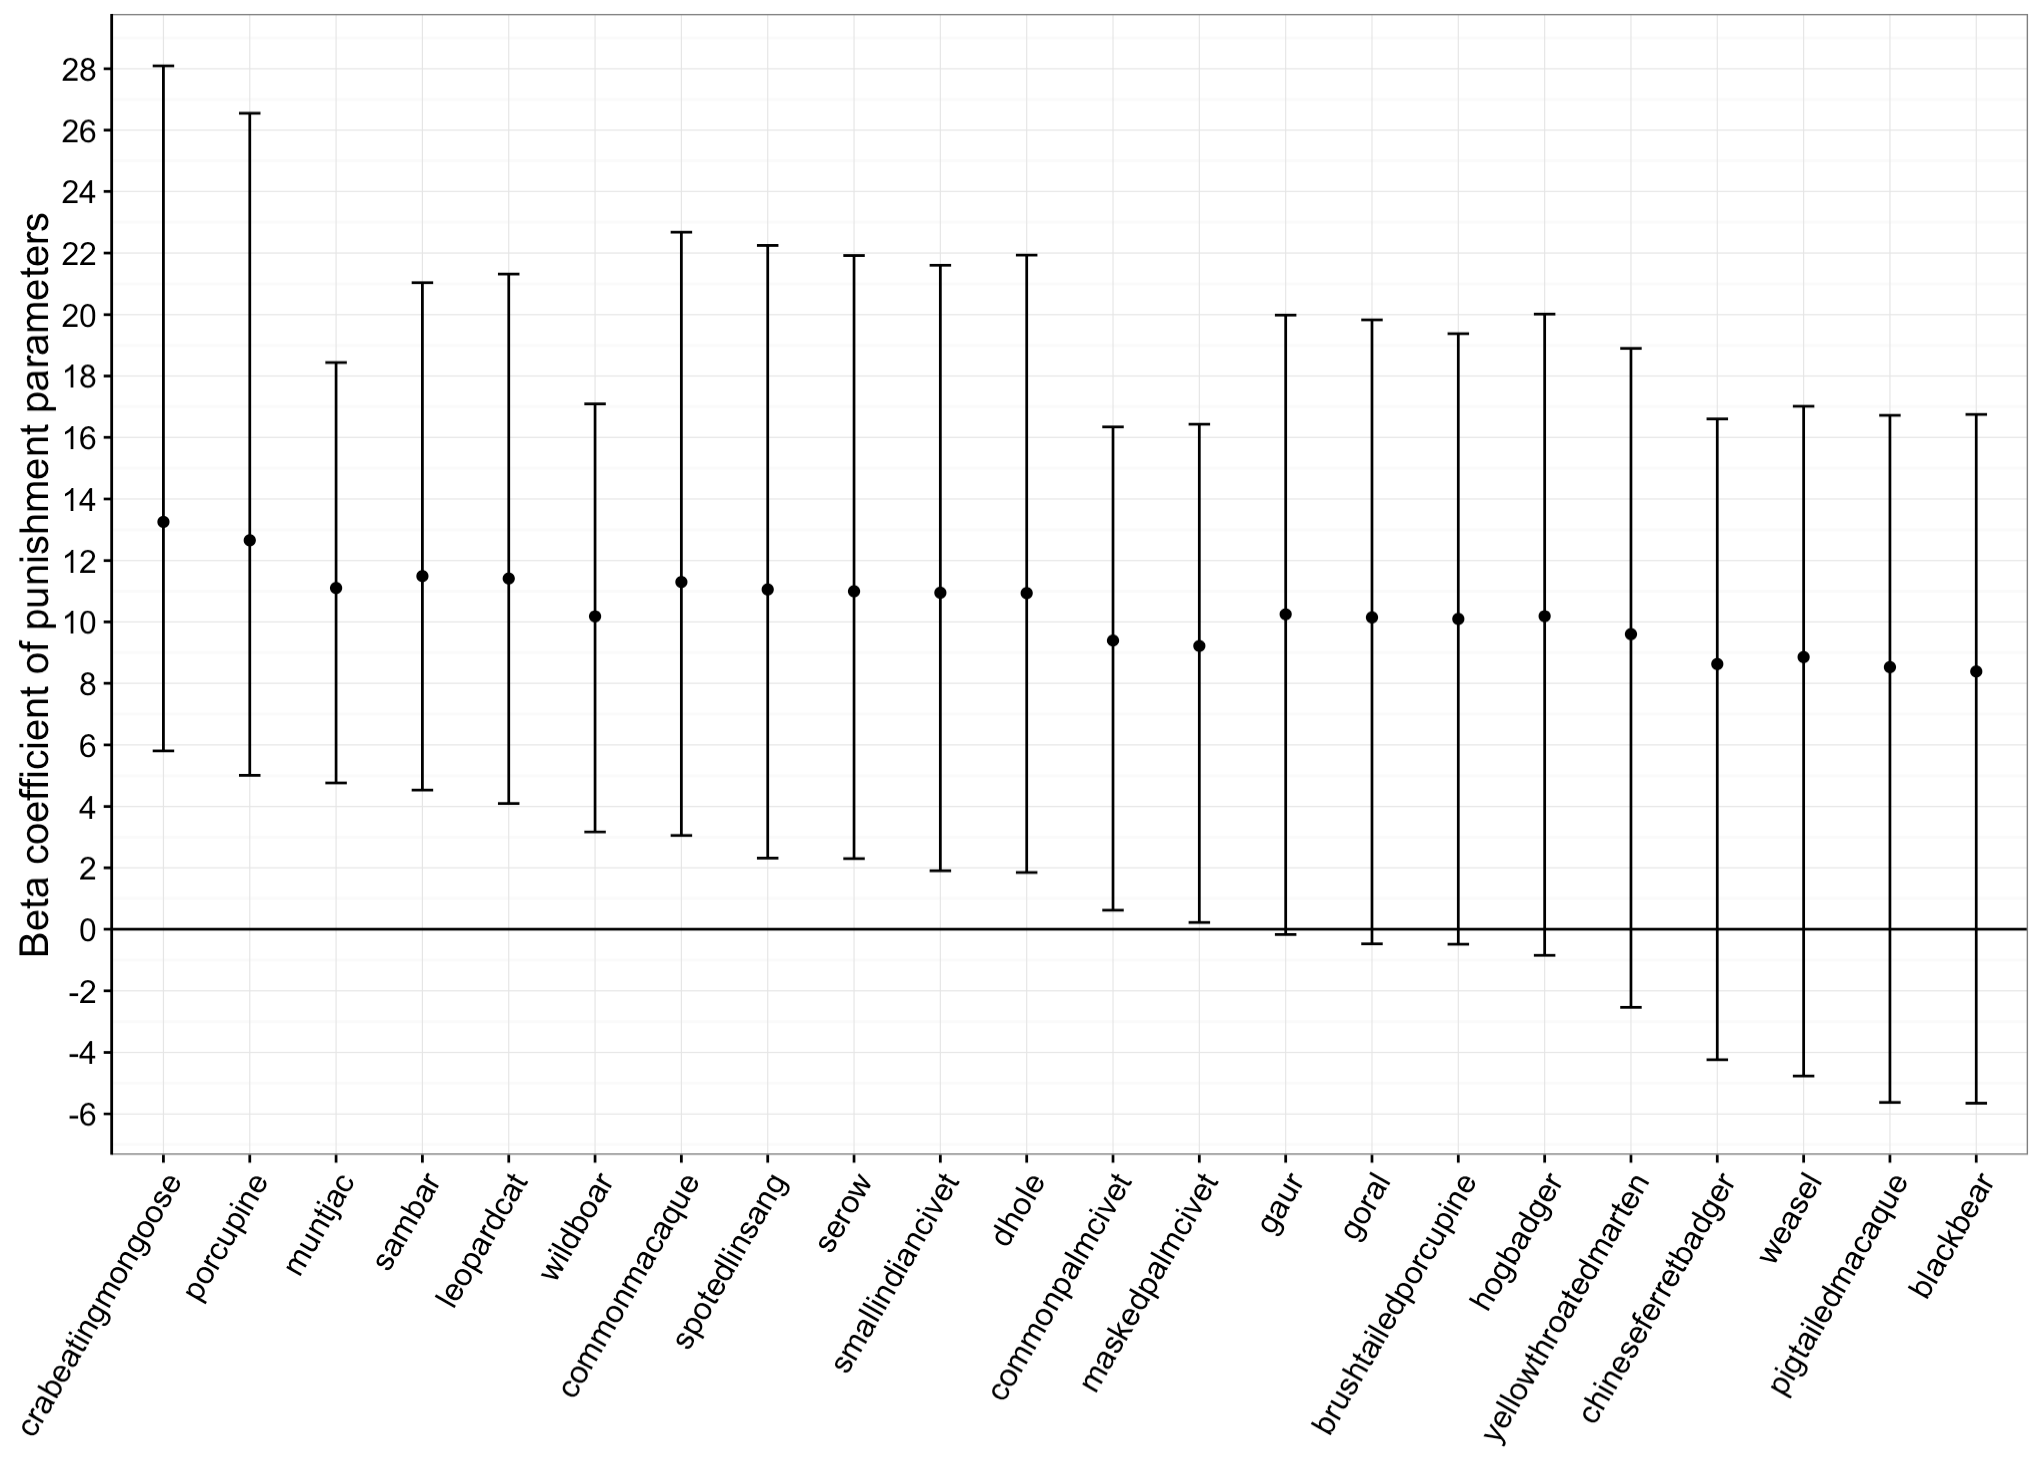 Beta coefficient of punishment parameters
28
26
24
22
20
18
16
14
12
10
8
6
4
2
0
-2
-4
-6
crabeatingmongoose
porcupine
muntjac
sambar
leopardcat
wildboar
commonmacaque
spotedlinsang
serow
smallindiancivet
dhole
commonpalmcivet
maskedpalmcivet
gaur
goral
brushtailedporcupine
hogbadger
yellowthroatedmarten
chineseferretbadger
weasel
pigtailedmacaque
blackbear